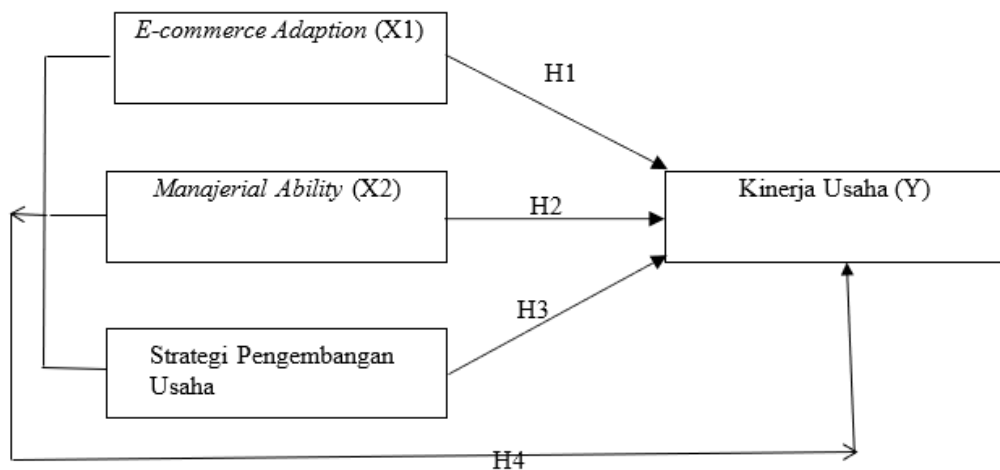 E-commerce Adaption (X1)
H1
Manajerial Ability (X2)
H2
Kinerja Usaha (Y)
H3
Strategi Pengembangan
Usaha
H4